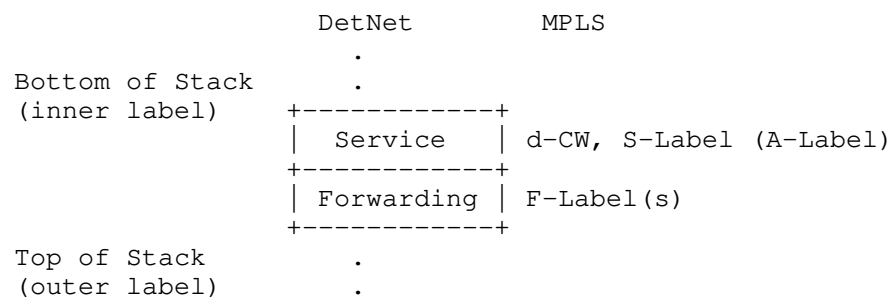 DetNet MPLS
.
Bottom of Stack .
(inner label) +------------+
| Service | d-CW, S-Label (A-Label)
+------------+
| Forwarding | F-Label(s)
+------------+
Top of Stack .
(outer label) .